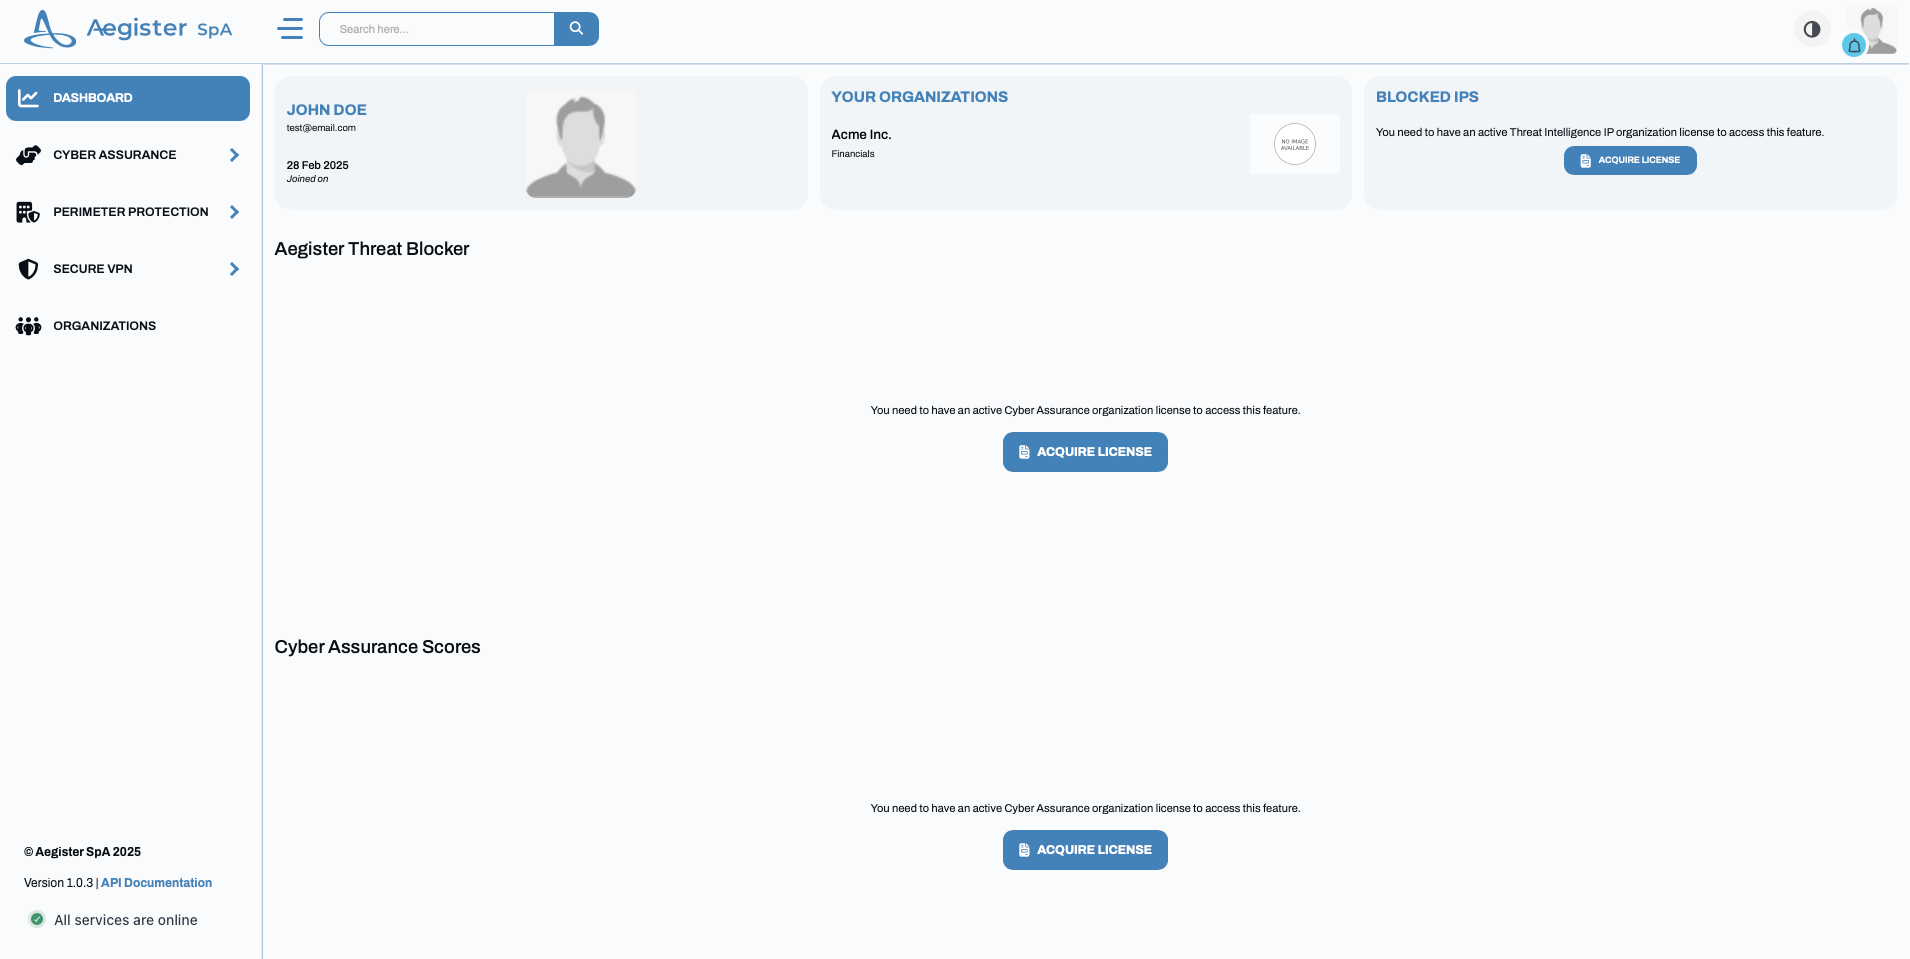 Aegister SpA
Search here...
DASHBOARD
CYBER ASSURANCE
PERIMETER PROTECTION
SECURE VPN
ORGANIZATIONS
© Aegister SpA 2025
Version 1.0.3 | API Documentation
All services are online
JOHN DOE
test@email.com
28 Feb 2025
Joined on
YOUR ORGANIZATIONS
Acme Inc.
Financials
NO IMAGE
AVAILABLE
BLOCKED IPS
You need to have an active Threat Intelligence IP organization license to access this feature.
ACQUIRE LICENSE
Aegister Threat Blocker
You need to have an active Cyber Assurance organization license to access this feature.
ACQUIRE LICENSE
Cyber Assurance Scores
You need to have an active Cyber Assurance organization license to access this feature.
ACQUIRE LICENSE